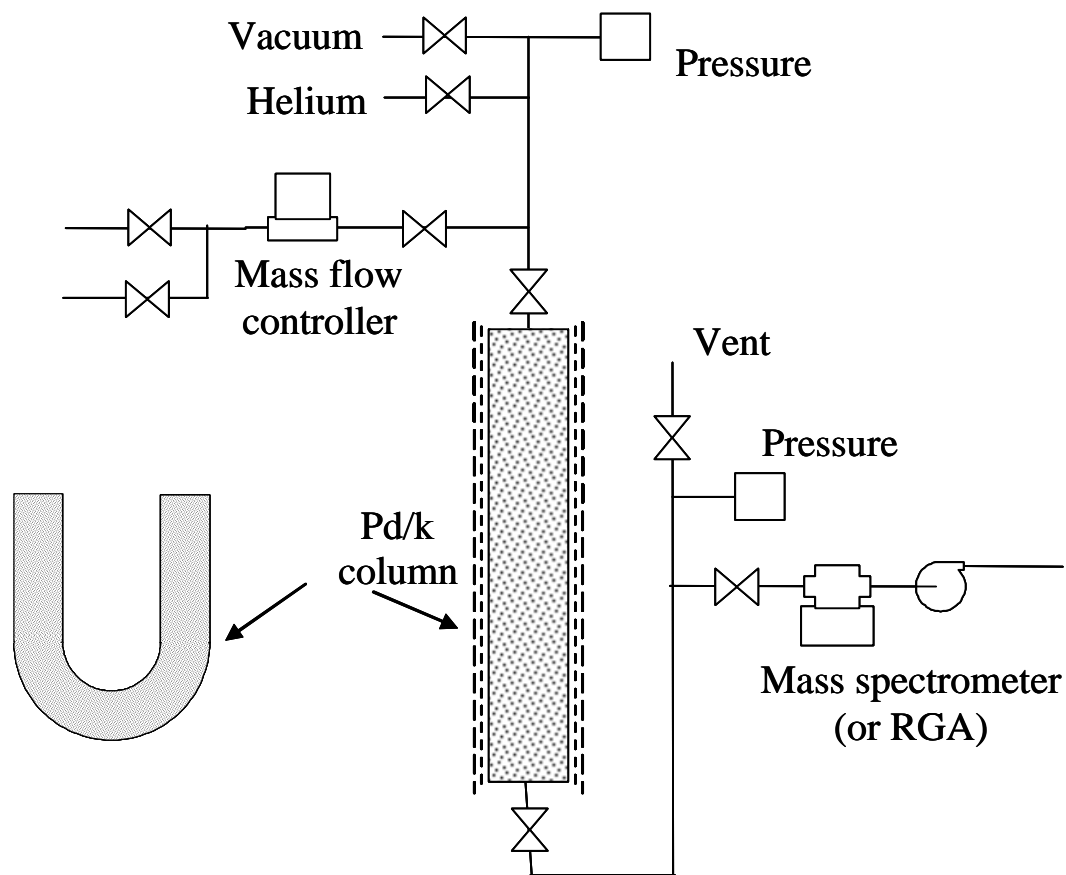 Vacuum
Pressure
Helium
Mass flow
controller
Vent
Pressure
Pd/k
column
Mass spectrometer
(or RGA)